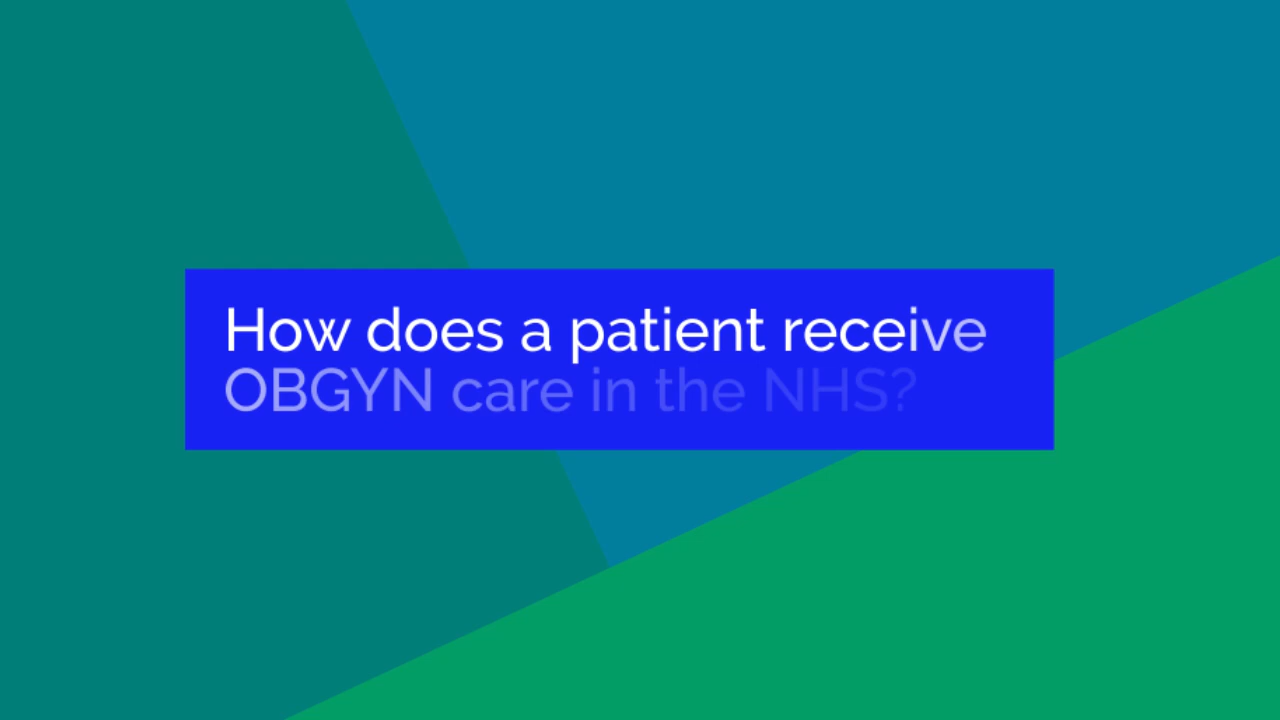 How does a patient receive
OBGYN care in the NHS?